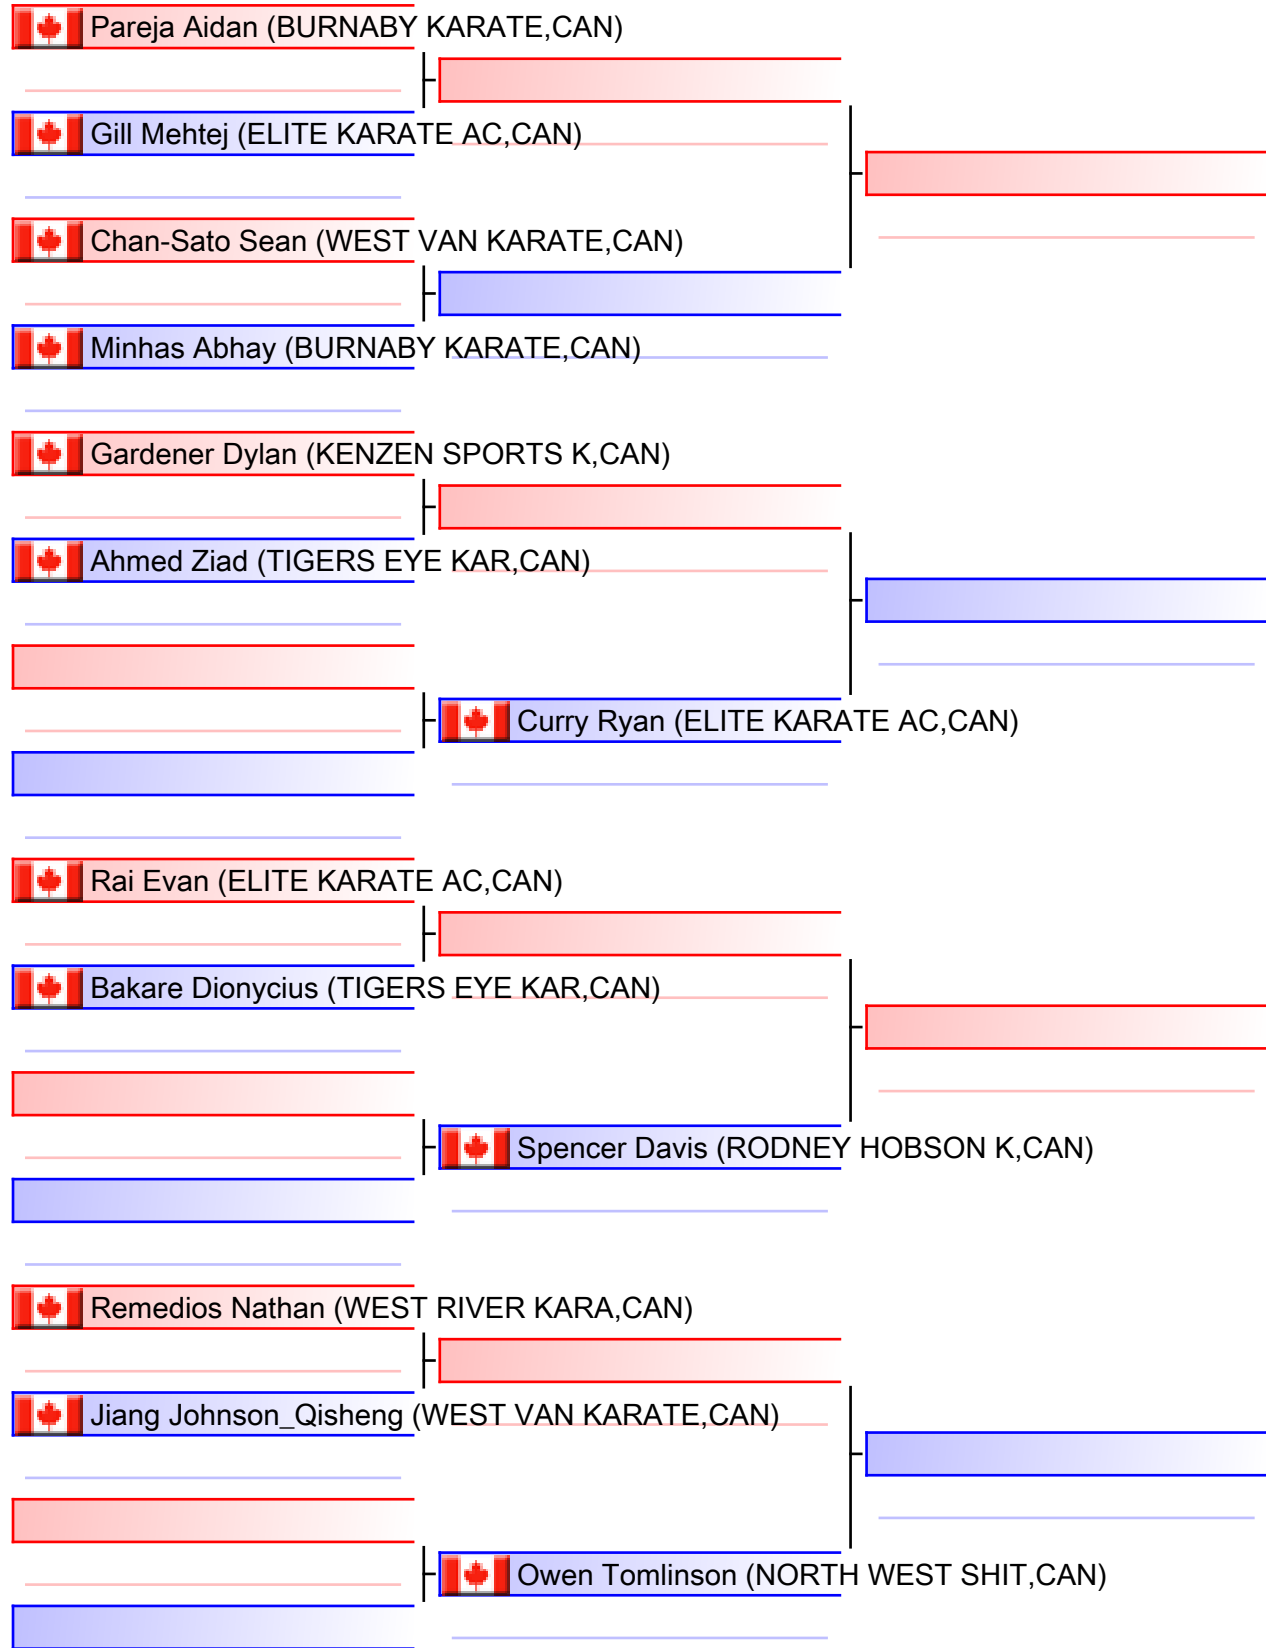 Pareja Aidan (BURNABY KARATE,CAN)
Gill Mehtej (ELITE KARATE AC,CAN)
Chan-Sato Sean (WEST VAN KARATE,CAN)
Minhas Abhay (BURNABY KARATE,CAN)
Gardener Dylan (KENZEN SPORTS K,CAN)
Ahmed Ziad (TIGERS EYE KAR,CAN)
Curry Ryan (ELITE KARATE AC,CAN)
Rai Evan (ELITE KARATE AC,CAN)
Bakare Dionycius (TIGERS EYE KAR,CAN)
Spencer Davis (RODNEY HOBSON K,CAN)
Remedios Nathan (WEST RIVER KARA,CAN)
Jiang Johnson_Qisheng (WEST VAN KARATE,CAN)
Owen Tomlinson (NORTH WEST SHIT,CAN)